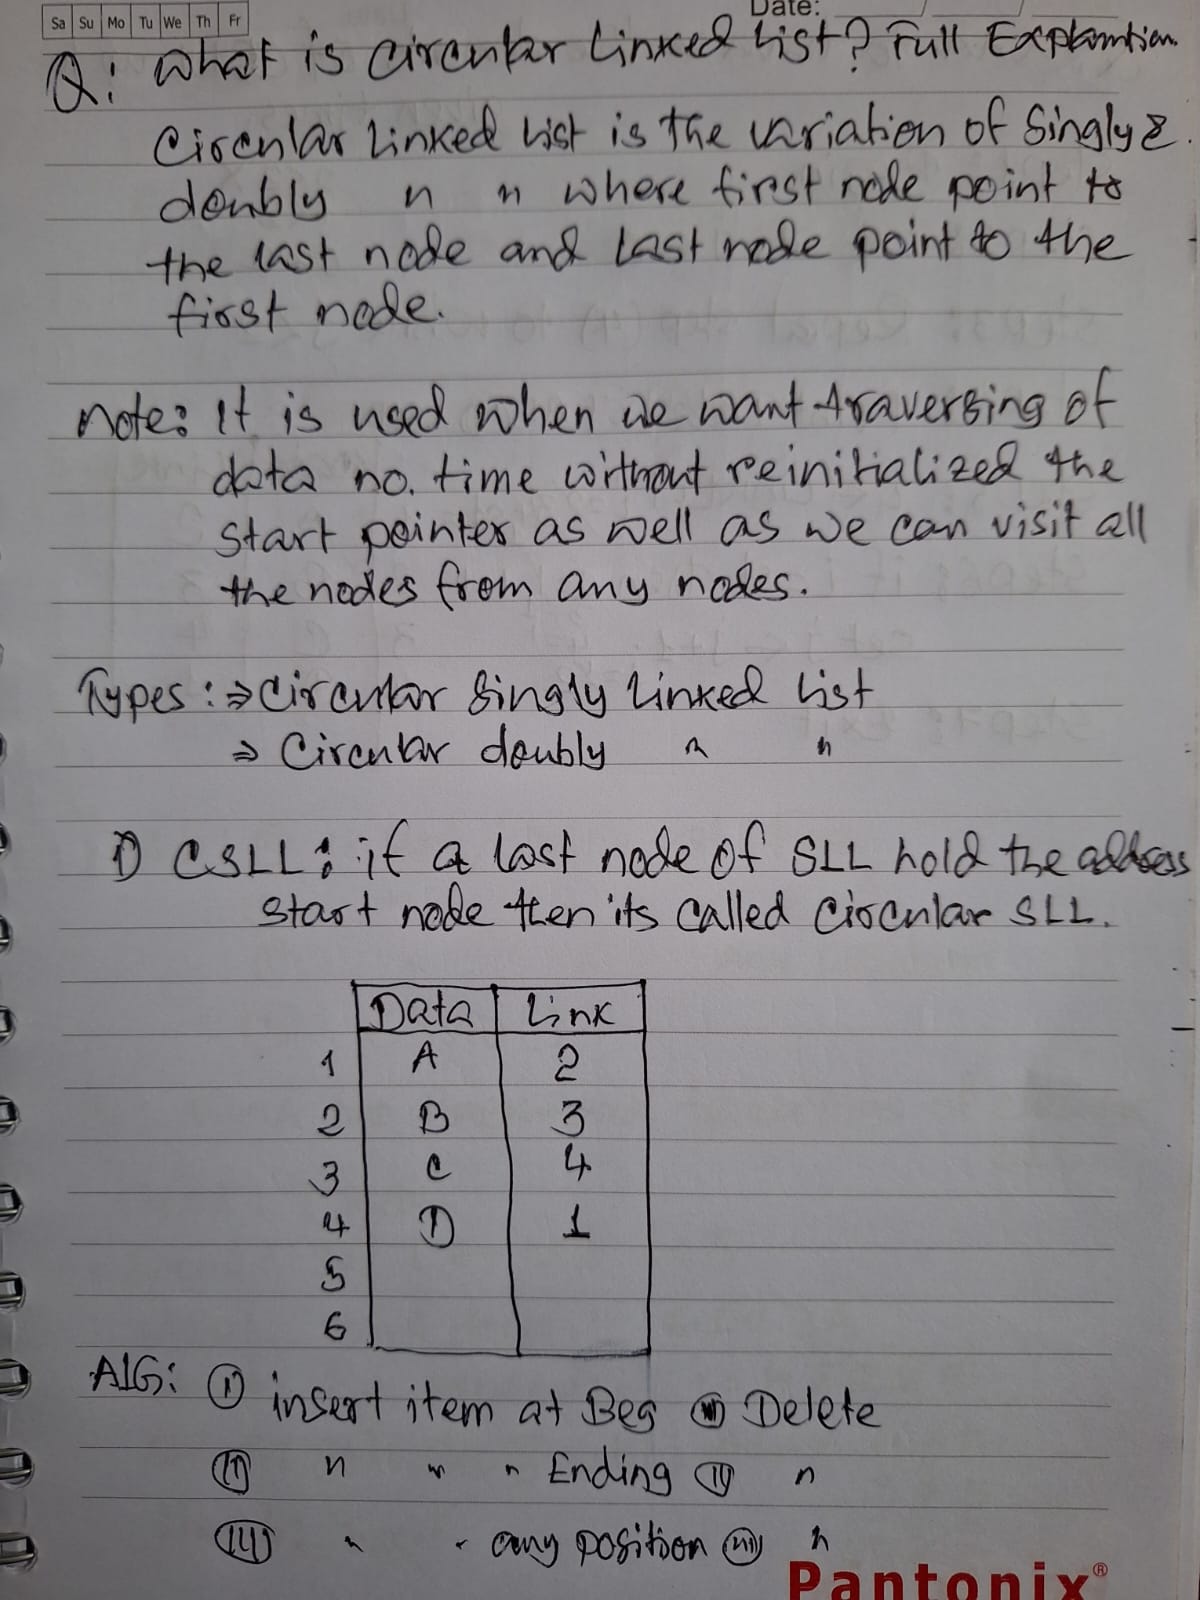 Sa Su Mo Tu We Th Fr
Date:
Q: what is circular linked list? Full Explanation.
Circular Linked list is the variation of Singly &
doubly " " where first node point to
the last node and last node point to the
first node.
Note: It is used when we want traversing of
data no. time without reinitialized the
start pointer as well as we can visit all
the nodes from any nodes.
Types: ⇒ Circular Singly linked list
⇒ Circular doubly " "
1) CSLL: if a last node of SLL hold the address
start node then its called Circular SLL.
Data Link
1 A 2
2 B 3
3 C 4
4 D 1
5
6
AlG: (i) insert item at Beg Delete
(ii) " " " Ending (iv) "
(iii) " " any position "
Pantonix®